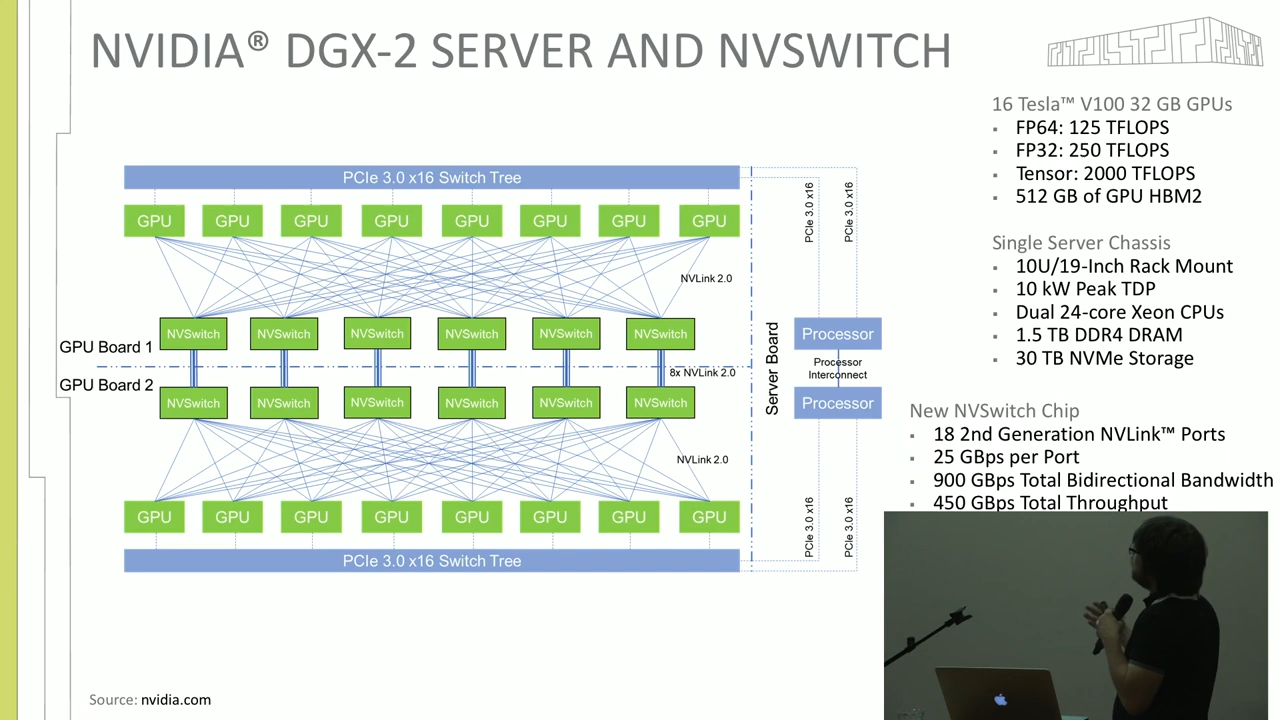 NVIDIA® DGX-2 SERVER AND NVSWITCH
PCIe 3.0 x16 Switch Tree
GPU GPU GPU GPU GPU GPU GPU GPU
NVLink 2.0
NVSwitch NVSwitch NVSwitch NVSwitch NVSwitch NVSwitch
GPU Board 1
8x NVLink 2.0
GPU Board 2
NVSwitch NVSwitch NVSwitch NVSwitch NVSwitch NVSwitch
NVLink 2.0
GPU GPU GPU GPU GPU GPU GPU GPU
PCIe 3.0 x16 Switch Tree
Server Board
PCIe 3.0 x16
PCIe 3.0 x16
Processor
Processor
Interconnect
Processor
PCIe 3.0 x16
PCIe 3.0 x16
16 Tesla™ V100 32 GB GPUs
▪ FP64: 125 TFLOPS
▪ FP32: 250 TFLOPS
▪ Tensor: 2000 TFLOPS
▪ 512 GB of GPU HBM2
Single Server Chassis
▪ 10U/19-Inch Rack Mount
▪ 10 kW Peak TDP
▪ Dual 24-core Xeon CPUs
▪ 1.5 TB DDR4 DRAM
▪ 30 TB NVMe Storage
New NVSwitch Chip
▪ 18 2nd Generation NVLink™ Ports
▪ 25 GBps per Port
▪ 900 GBps Total Bidirectional Bandwidth
▪ 450 GBps Total Throughput
Source: nvidia.com